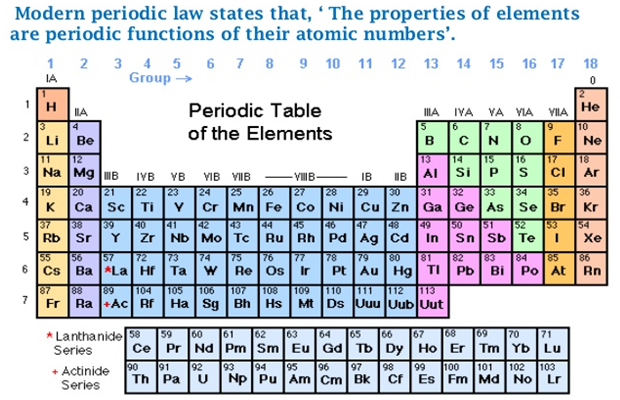 Modern periodic law states that, ‘ The properties of elements
are periodic functions of their atomic numbers’.
1 2 3 4 5 6 7 8 9 10 11 12 13 14 15 16 17 18
IA Group → 0
1 1 H Periodic Table 2 He
IIA of the Elements IIIA IVA VA VIA VIIA
2 3 Li 4 Be 5 B 6 C 7 N 8 O 9 F 10 Ne
3 11 Na 12 Mg IIIB IVB VB VIB VIIB VIIIB IB IIB 13 Al 14 Si 15 P 16 S 17 Cl 18 Ar
4 19 K 20 Ca 21 Sc 22 Ti 23 V 24 Cr 25 Mn 26 Fe 27 Co 28 Ni 29 Cu 30 Zn 31 Ga 32 Ge 33 As 34 Se 35 Br 36 Kr
5 37 Rb 38 Sr 39 Y 40 Zr 41 Nb 42 Mo 43 Tc 44 Ru 45 Rh 46 Pd 47 Ag 48 Cd 49 In 50 Sn 51 Sb 52 Te 53 I 54 Xe
6 55 Cs 56 Ba 57 *La 72 Hf 73 Ta 74 W 75 Re 76 Os 77 Ir 78 Pt 79 Au 80 Hg 81 Tl 82 Pb 83 Bi 84 Po 85 At 86 Rn
7 87 Fr 88 Ra 89 +Ac 104 Rf 105 Ha 106 Sg 107 Bh 108 Hs 109 Mt 110 Ds 111 Uuu 112 Uub 113 Uut
* Lanthanide Series 58 Ce 59 Pr 60 Nd 61 Pm 62 Sm 63 Eu 64 Gd 65 Tb 66 Dy 67 Ho 68 Er 69 Tm 70 Yb 71 Lu
+ Actinide Series 90 Th 91 Pa 92 U 93 Np 94 Pu 95 Am 96 Cm 97 Bk 98 Cf 99 Es 100 Fm 101 Md 102 No 103 Lr